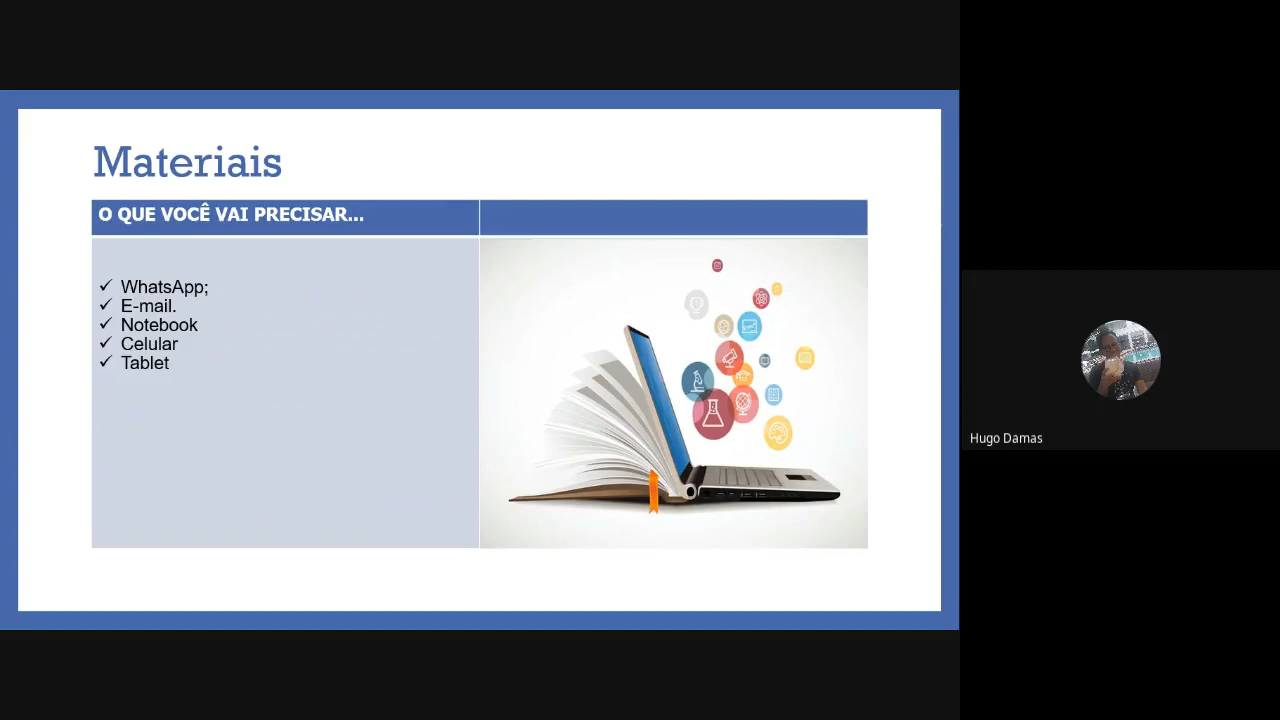 Materiais
O QUE VOCÊ VAI PRECISAR...
✓ WhatsApp;
✓ E-mail.
✓ Notebook
✓ Celular
✓ Tablet
Hugo Damas